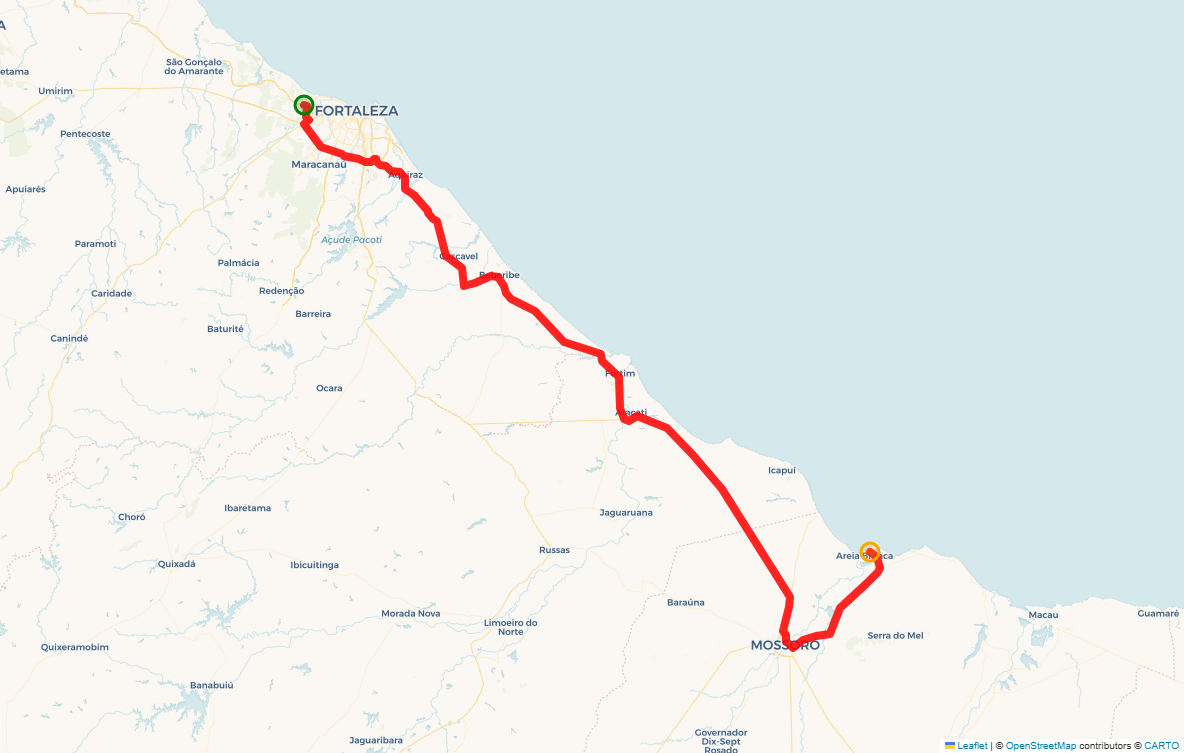 A
São Gonçalo
do Amarante
etama
Umirim
FORTALEZA
Pentecoste
Maracanaú
Aquiraz
Apuiarés
Açude Pacoti
Paramoti
Cascavel
Palmácia
Beberibe
Caridade
Redenção
Barreira
Baturité
Canindé
Fortim
Ocara
Aracati
Icapuí
Ibaretama
Choró
Jaguaruana
Russas
Areia Branca
Quixadá
Ibicuitinga
Baraúna
Morada Nova
Macau
Guamaré
Limoeiro do
Norte
Serra do Mel
Quixeramobim
MOSSORÓ
Banabuiú
Governador
Dix-Sept
Rosado
Jaguaribara
Leaflet | © OpenStreetMap contributors © CARTO